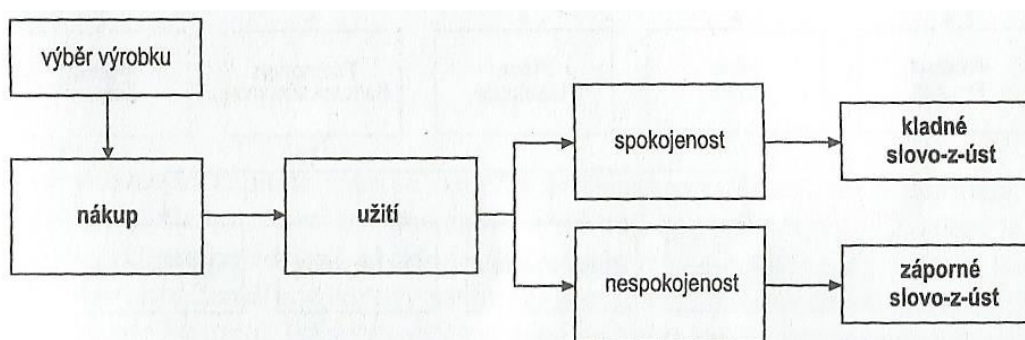 výběr výrobku
nákup
užití
spokojenost
nespokojenost
kladné
slovo-z-úst
záporné
slovo-z-úst